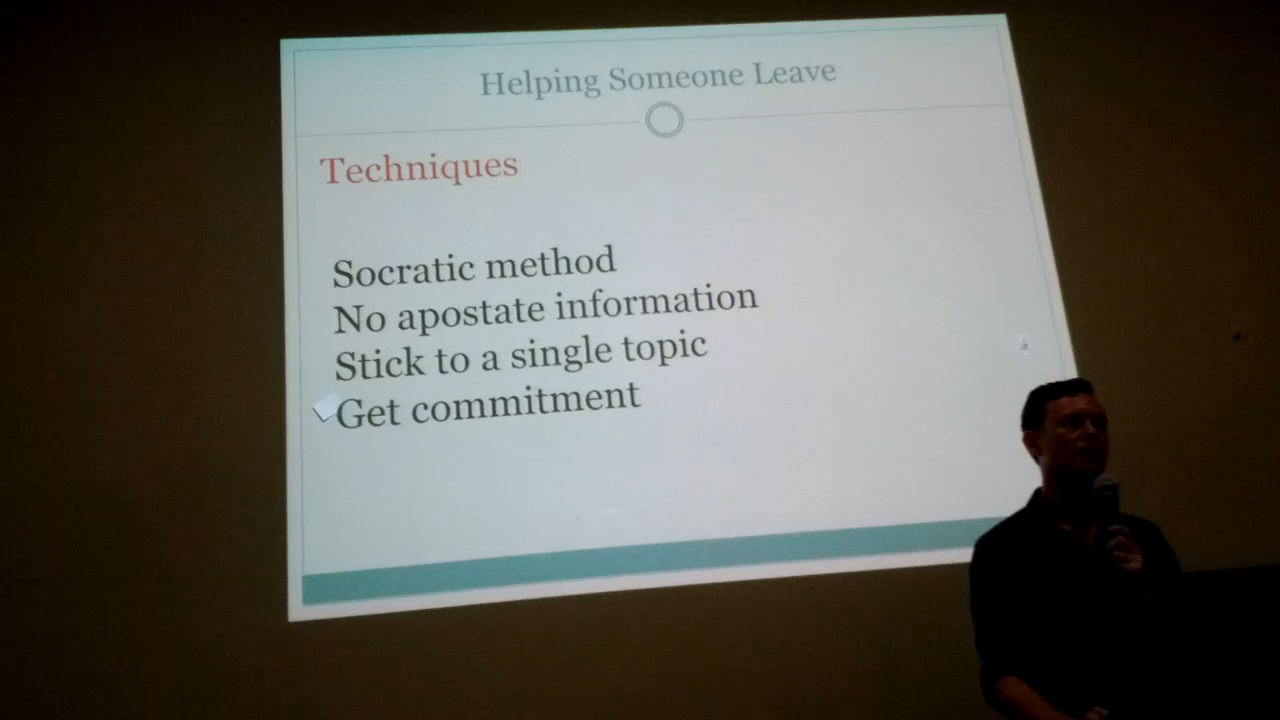 Helping Someone Leave
Techniques
Socratic method
No apostate information
Stick to a single topic
Get commitment